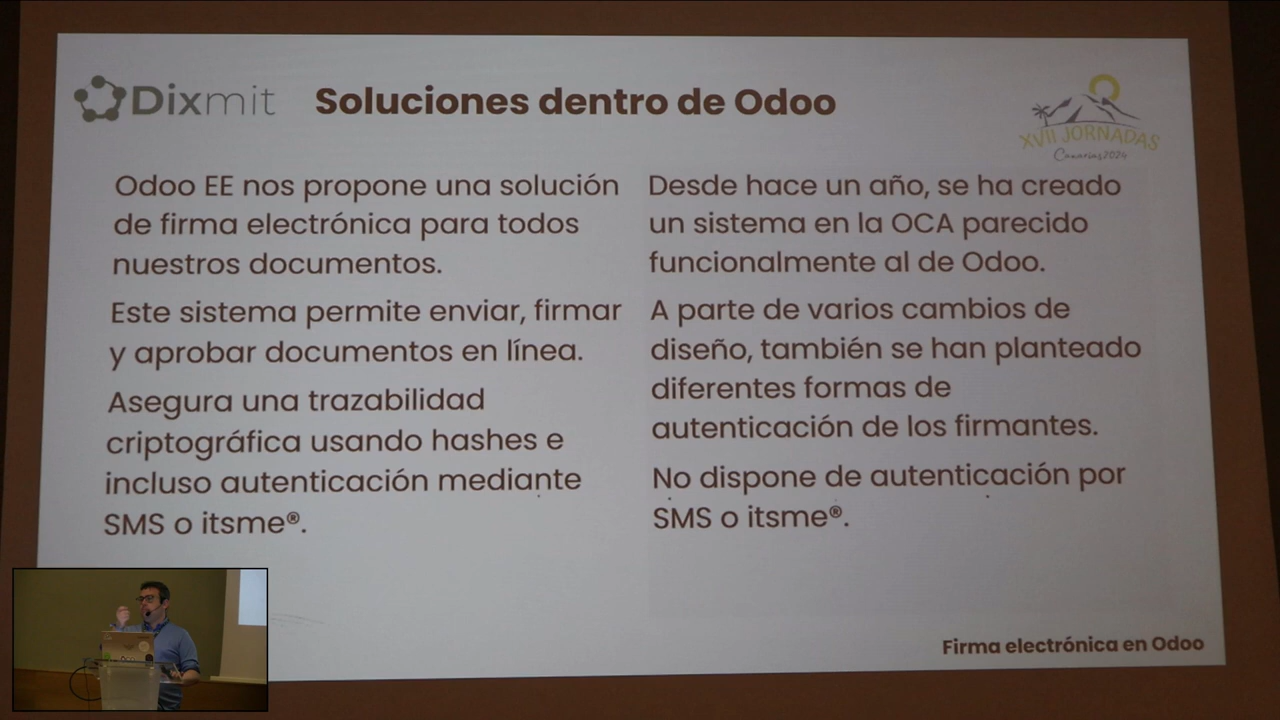 Dixmit
Soluciones dentro de Odoo
XVII JORNADAS
Canarias2024
Odoo EE nos propone una solución
de firma electrónica para todos
nuestros documentos.
Este sistema permite enviar, firmar
y aprobar documentos en línea.
Asegura una trazabilidad
criptográfica usando hashes e
incluso autenticación mediante
SMS o itsme®.
Desde hace un año, se ha creado
un sistema en la OCA parecido
funcionalmente al de Odoo.
A parte de varios cambios de
diseño, también se han planteado
diferentes formas de
autenticación de los firmantes.
No dispone de autenticación por
SMS o itsme®.
Firma electrónica en Odoo